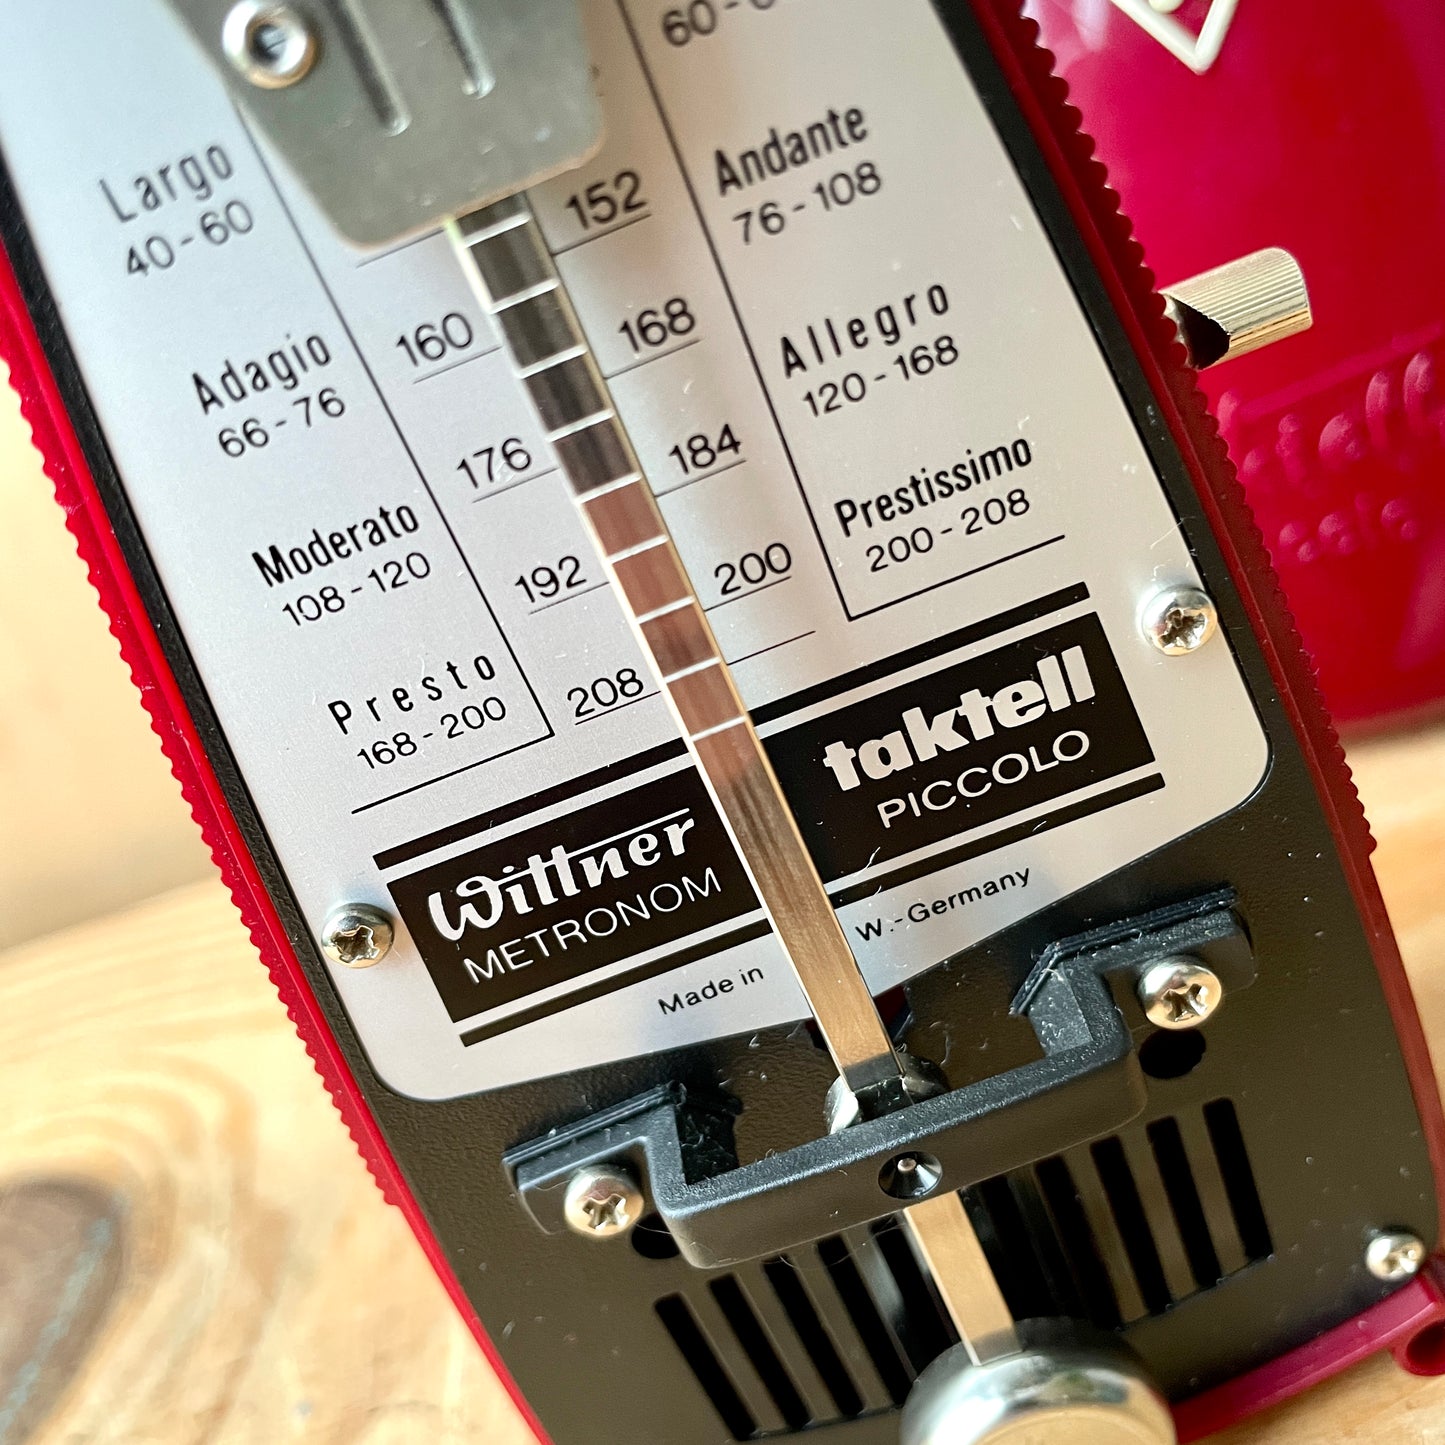 Largo
40-60
Adagio
66-76
Moderato
108-120
Presto
168-200
152
160
168
176
184
192
200
208
Andante
76-108
Allegro
120-168
Prestissimo
200-208
Wittner
METRONOM
taktell
PICCOLO
Made in W.-Germany